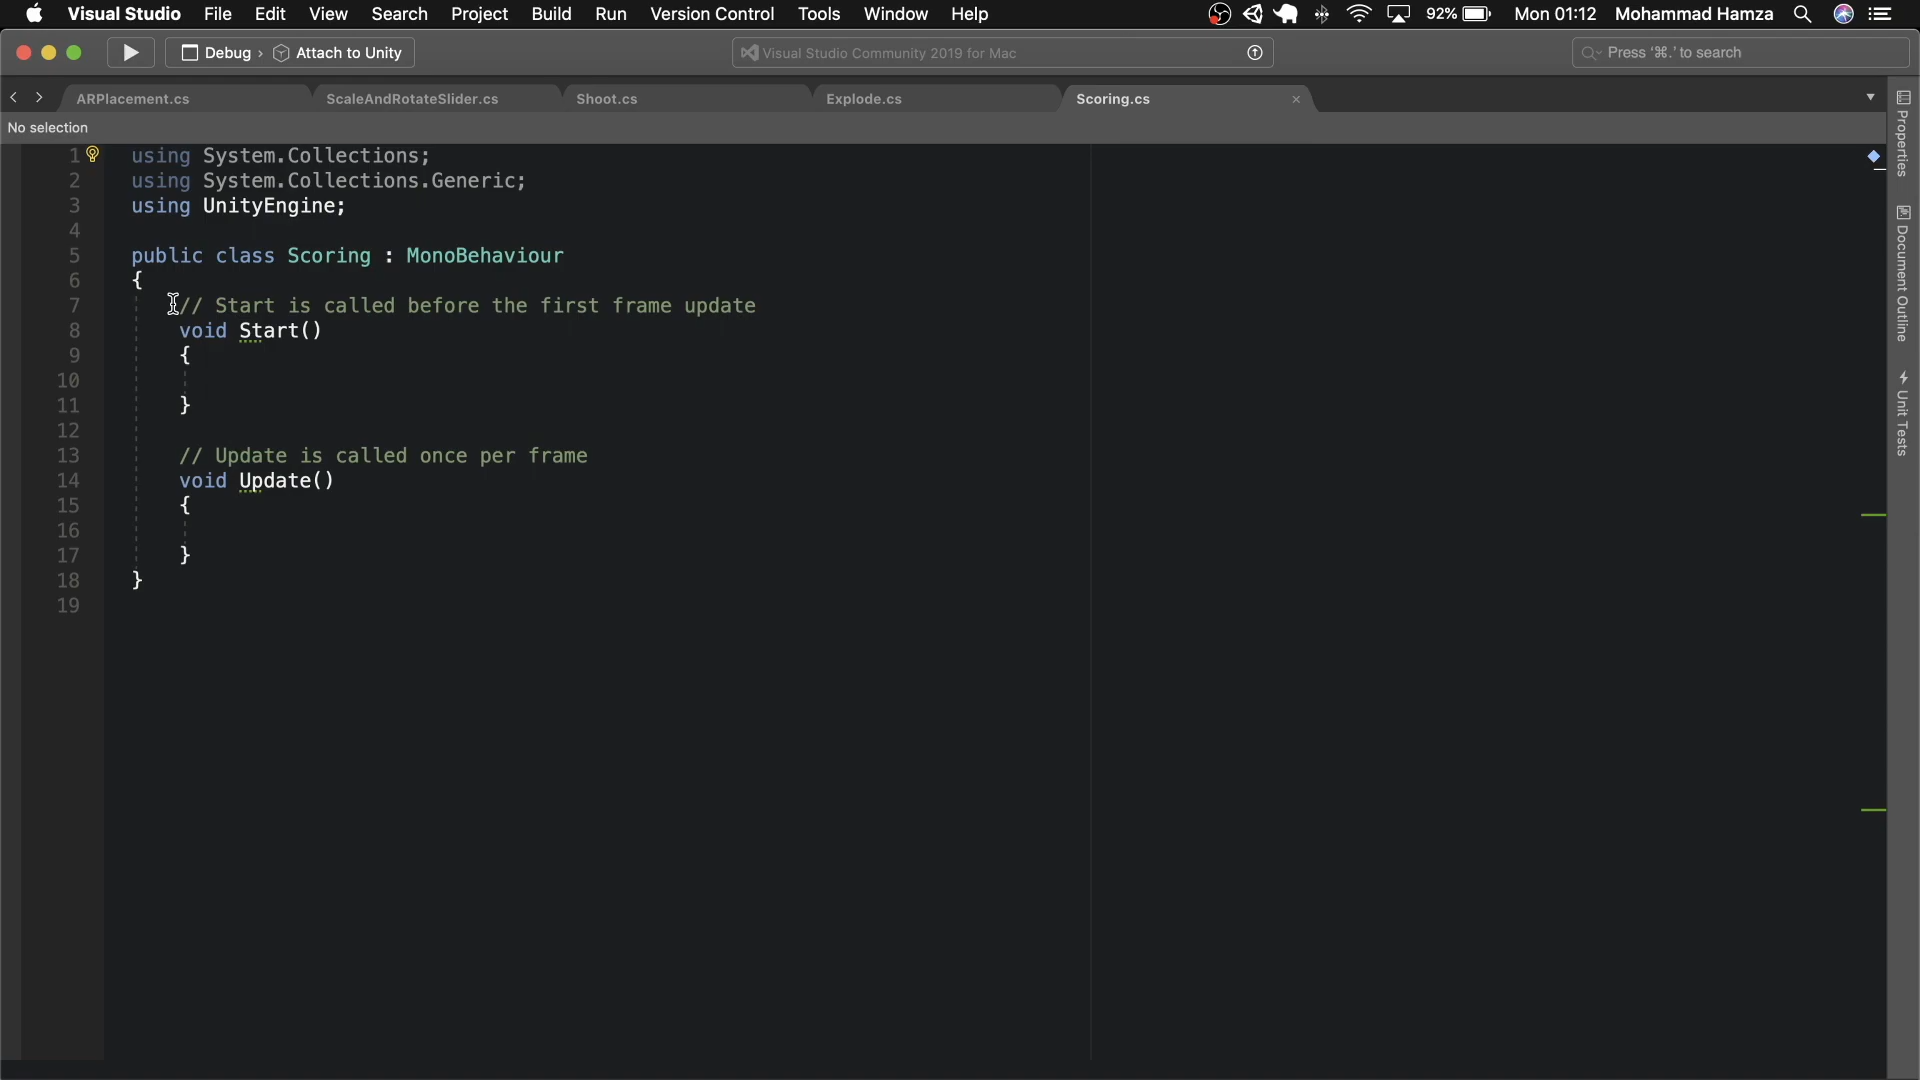 Visual Studio File Edit View Search Project Build Run Version Control Tools Window Help 92% Mon 01:12 Mohammad Hamza
Debug › Attach to Unity Visual Studio Community 2019 for Mac Press '⌘.' to search
ARPlacement.cs ScaleAndRotateSlider.cs Shoot.cs Explode.cs Scoring.cs
No selection
1 using System.Collections;
2 using System.Collections.Generic;
3 using UnityEngine;
4
5 public class Scoring : MonoBehaviour
6 {
7 // Start is called before the first frame update
8 void Start()
9 {
10
11 }
12
13 // Update is called once per frame
14 void Update()
15 {
16
17 }
18 }
19
Properties
Document Outline
Unit Tests